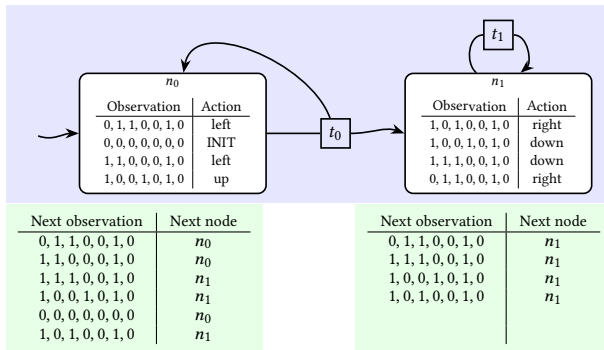 t₁
n₀
Observation Action
0, 1, 1, 0, 0, 1, 0 left
0, 0, 0, 0, 0, 0, 0 INIT
1, 1, 0, 0, 0, 1, 0 left
1, 0, 0, 1, 0, 1, 0 up
t₀
n₁
Observation Action
1, 0, 1, 0, 0, 1, 0 right
1, 0, 0, 1, 0, 1, 0 down
1, 1, 1, 0, 0, 1, 0 down
0, 1, 1, 0, 0, 1, 0 right
Next observation Next node
0, 1, 1, 0, 0, 1, 0 n₀
1, 1, 0, 0, 0, 1, 0 n₀
1, 1, 1, 0, 0, 1, 0 n₁
1, 0, 0, 1, 0, 1, 0 n₁
0, 0, 0, 0, 0, 0, 0 n₀
1, 0, 1, 0, 0, 1, 0 n₁
Next observation Next node
0, 1, 1, 0, 0, 1, 0 n₁
1, 1, 1, 0, 0, 1, 0 n₁
1, 0, 0, 1, 0, 1, 0 n₁
1, 0, 1, 0, 0, 1, 0 n₁